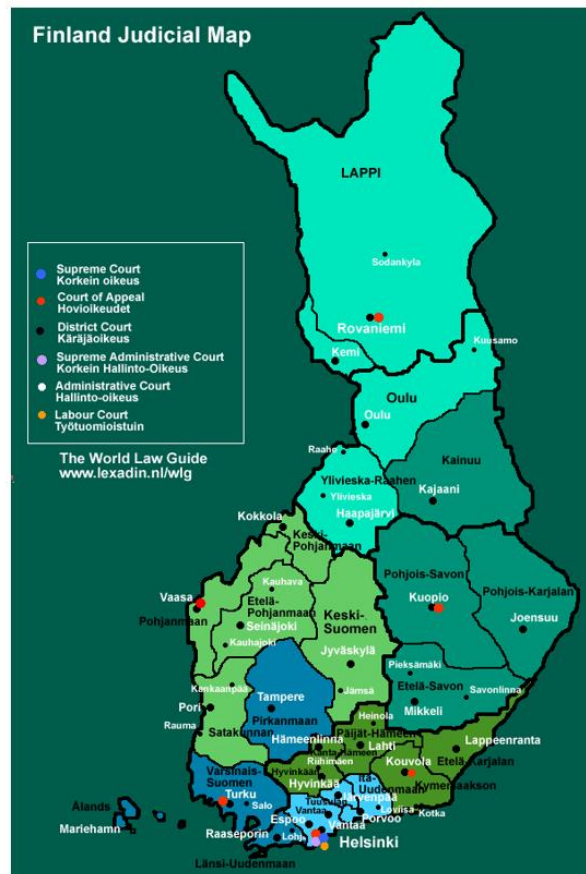 Finland Judicial Map
LAPPI
Sodankyla
Supreme Court
Korkein oikeus
Court of Appeal
Hovioikeudet
District Court
Käräjäoikeus
Supreme Administrative Court
Korkein Hallinto-Oikeus
Administrative Court
Hallinto-oikeus
Labour Court
Työtuomioistuin
Rovaniemi
Kuusamo
Kemi
Oulu
Oulu
The World Law Guide
www.lexadin.nl/wlg
Raahe
Kainuu
Ylivieska-Raahen
Ylivieska
Kajaani
Haapajärvi
Kokkola
Keski-
Pohjanmaan
Pohjois-Savon
Pohjois-Karjalan
Kauhava
Vaasa
Kuopio
Etelä-
Pohjanmaan
Pohjanmaan
Keski-
Suomen
Seinäjoki
Joensuu
Kauhajoki
Jyväskylä
Pieksämäki
Etelä-Savon
Kankaanpää
Jämsä
Savonlinna
Tampere
Mikkeli
Pori
Pirkanmaan
Heinola
Rauma
Satakunnan
Päijät-Hämeen
Hämeenlinna
Lahti
Lappeenranta
Kanta-Hämeen
Etelä-Karjalan
Riihimäen
Kouvola
Varsinais-
Suomen
Hyvinkään
Hyvinkää
Itä-
Uudenmaan
Kymenlaakson
Turku
Järvenpää
Salo
Tuusulan
Loviisa
Kotka
Ålands
Vantaa
Porvoo
Espoo
Vantaa
Mariehamn
Raaseporin
Lohja
Helsinki
Länsi-Uudenmaan